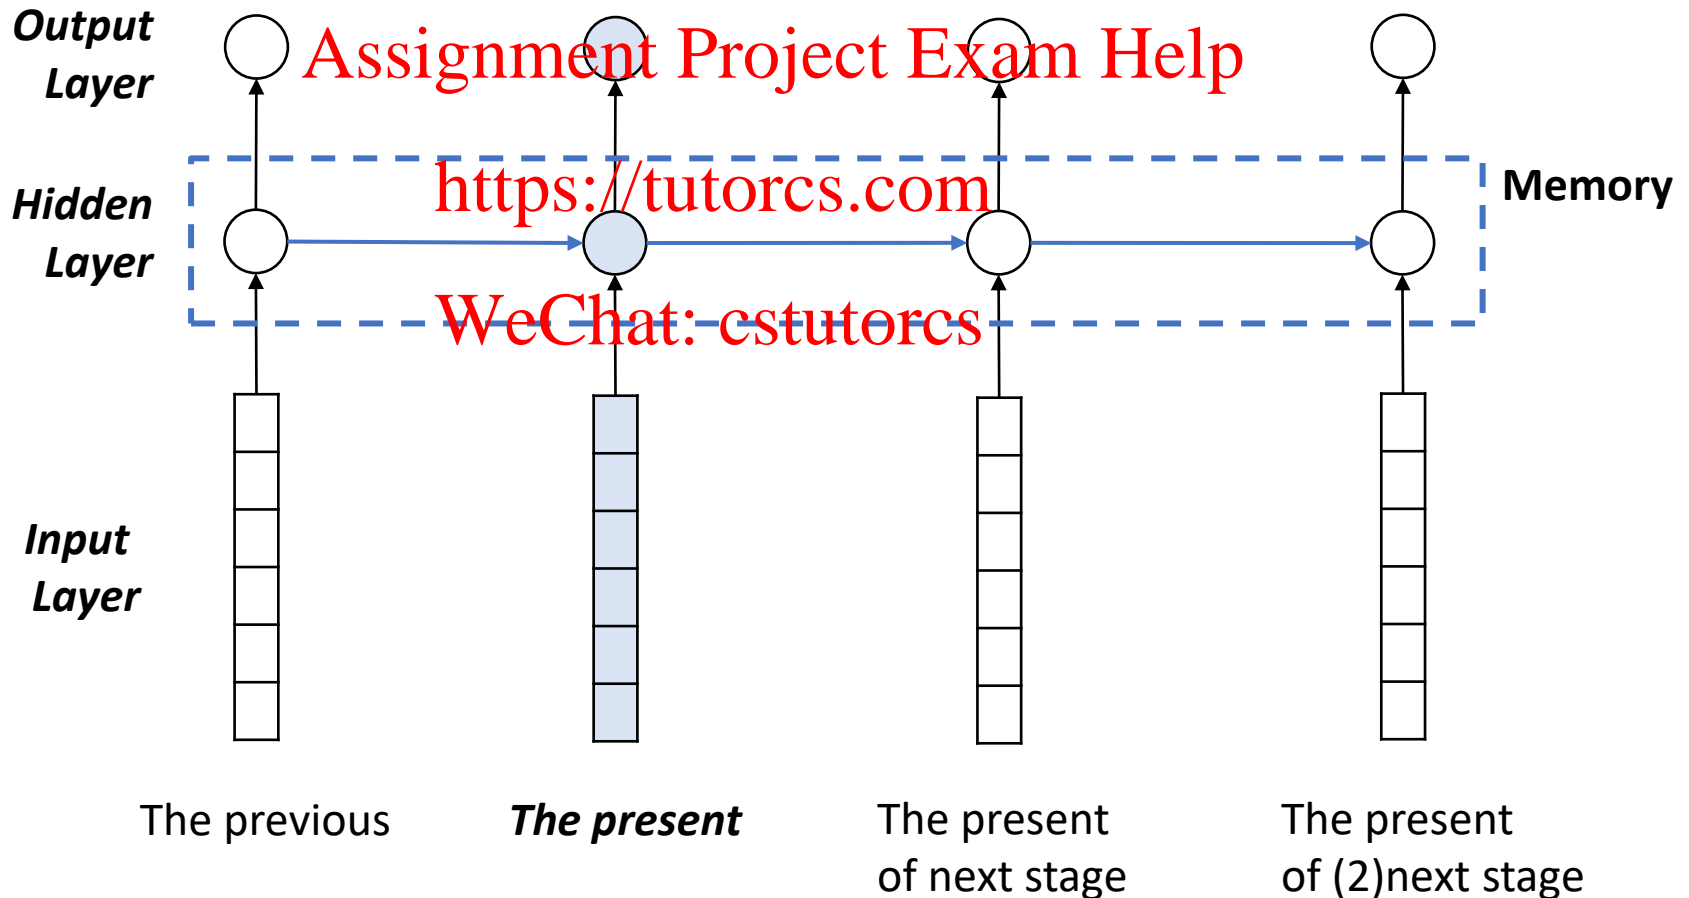 Output
Layer
Assignment Project Exam Help
https://tutorcs.com
Hidden
Layer
Memory
WeChat: cstutorcs
Input
Layer
The previous
The present
The present
of next stage
The present
of (2)next stage